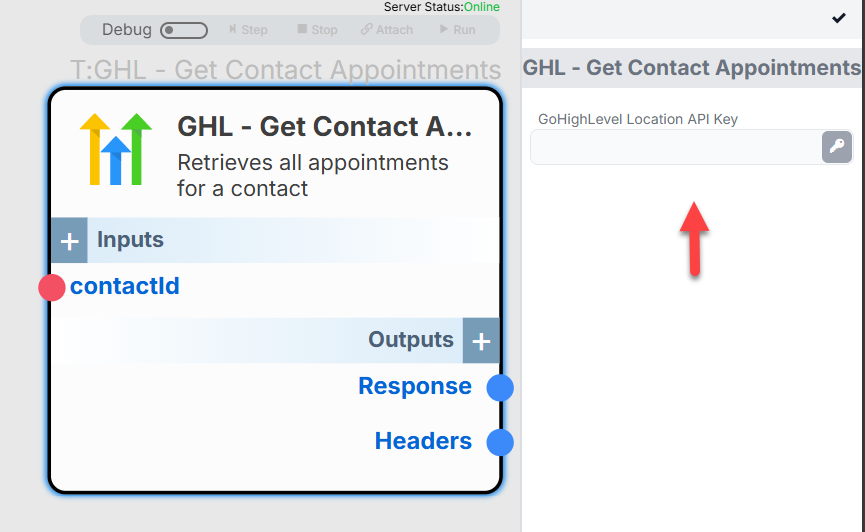 Server Status:Online
Debug Step Stop Attach Run
T:GHL - Get Contact Appointments
GHL - Get Contact A...
Retrieves all appointments
for a contact
Inputs
contactId
Outputs
Response
Headers
GHL - Get Contact Appointments
GoHighLevel Location API Key